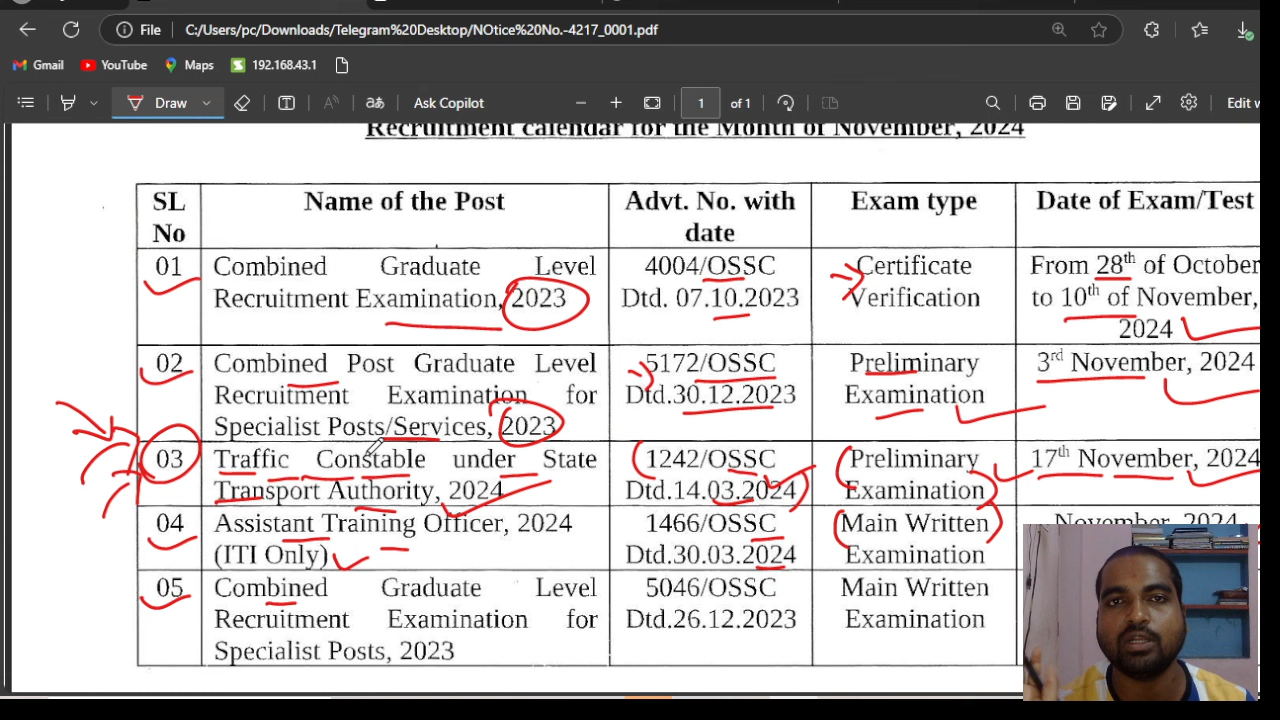 File C:/Users/pc/Downloads/Telegram%20Desktop/NOtice%20No.-4217_0001.pdf
Gmail YouTube Maps 192.168.43.1
Draw Ask Copilot 1 of 1 Edit
Recruitment calendar for the Month of November, 2024
SL No
Name of the Post
Advt. No. with date
Exam type
Date of Exam/Test
01
Combined Graduate Level
Recruitment Examination, 2023
4004/OSSC
Dtd. 07.10.2023
Certificate
Verification
From 28th of October
to 10th of November,
2024
02
Combined Post Graduate Level
Recruitment Examination for
Specialist Posts/Services, 2023
5172/OSSC
Dtd.30.12.2023
Preliminary
Examination
3rd November, 2024
03
Traffic Constable under State
Transport Authority, 2024
1242/OSSC
Dtd.14.03.2024
Preliminary
Examination
17th November, 2024
04
Assistant Training Officer, 2024
(ITI Only)
1466/OSSC
Dtd.30.03.2024
Main Written
Examination
November, 2024
05
Combined Graduate Level
Recruitment Examination for
Specialist Posts, 2023
5046/OSSC
Dtd.26.12.2023
Main Written
Examination